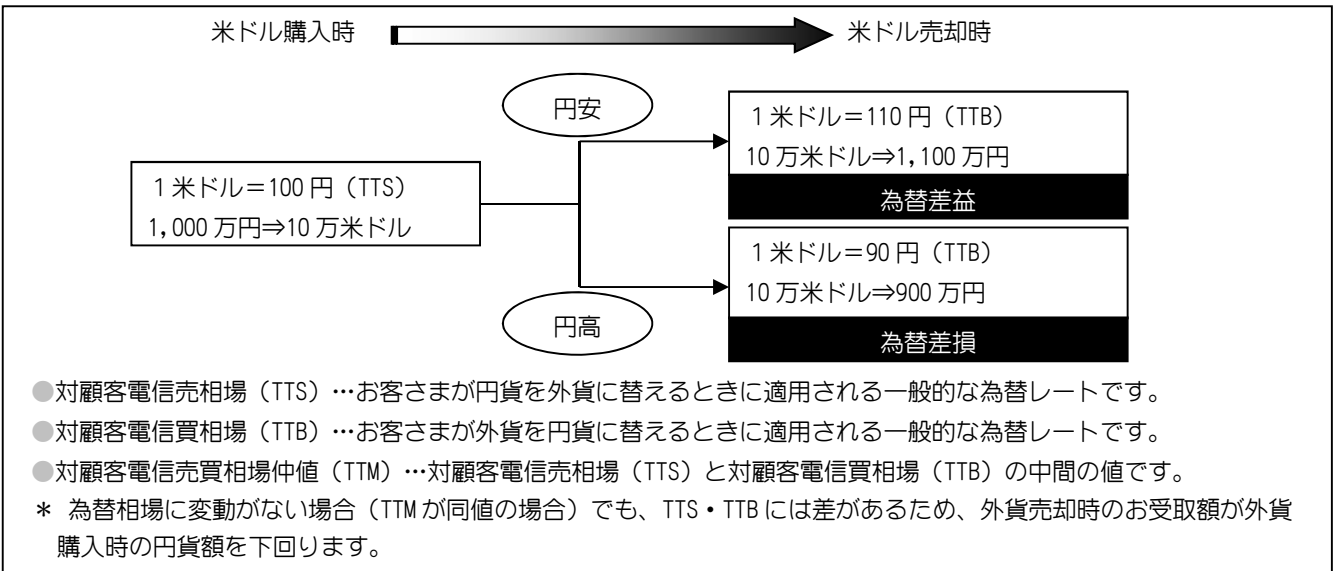 米ドル購入時
米ドル売却時
円安
1米ドル＝110円（TTB）
10万米ドル⇒1,100万円
為替差益
1米ドル＝100円（TTS）
1,000万円⇒10万米ドル
1米ドル＝90円（TTB）
10万米ドル⇒900万円
円高
為替差損
●対顧客電信売相場（TTS）…お客さまが円貨を外貨に替えるときに適用される一般的な為替レートです。
●対顧客電信買相場（TTB）…お客さまが外貨を円貨に替えるときに適用される一般的な為替レートです。
●対顧客電信売買相場仲値（TTM）…対顧客電信売相場（TTS）と対顧客電信買相場（TTB）の中間の値です。
＊ 為替相場に変動がない場合（TTMが同値の場合）でも、TTS・TTBには差があるため、外貨売却時のお受取額が外貨
購入時の円貨額を下回ります。